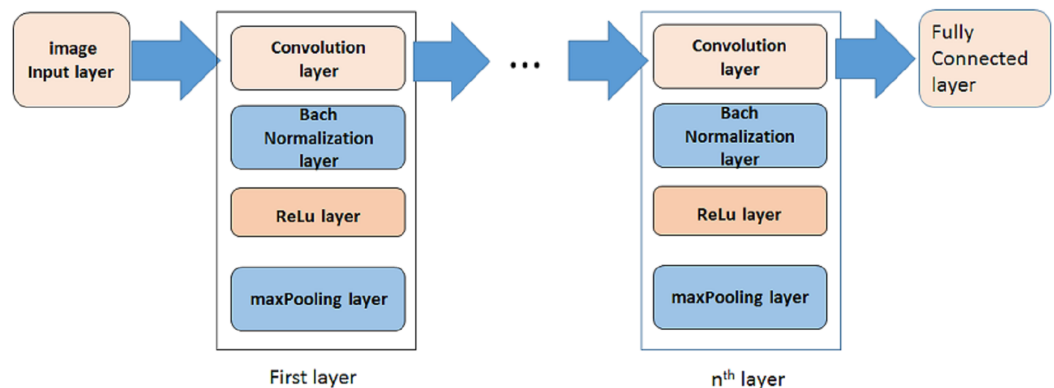 image
Input layer
Convolution
layer
Bach
Normalization
layer
ReLu layer
maxPooling layer
First layer
...
Convolution
layer
Bach
Normalization
layer
ReLu layer
maxPooling layer
nth layer
Fully
Connected
layer